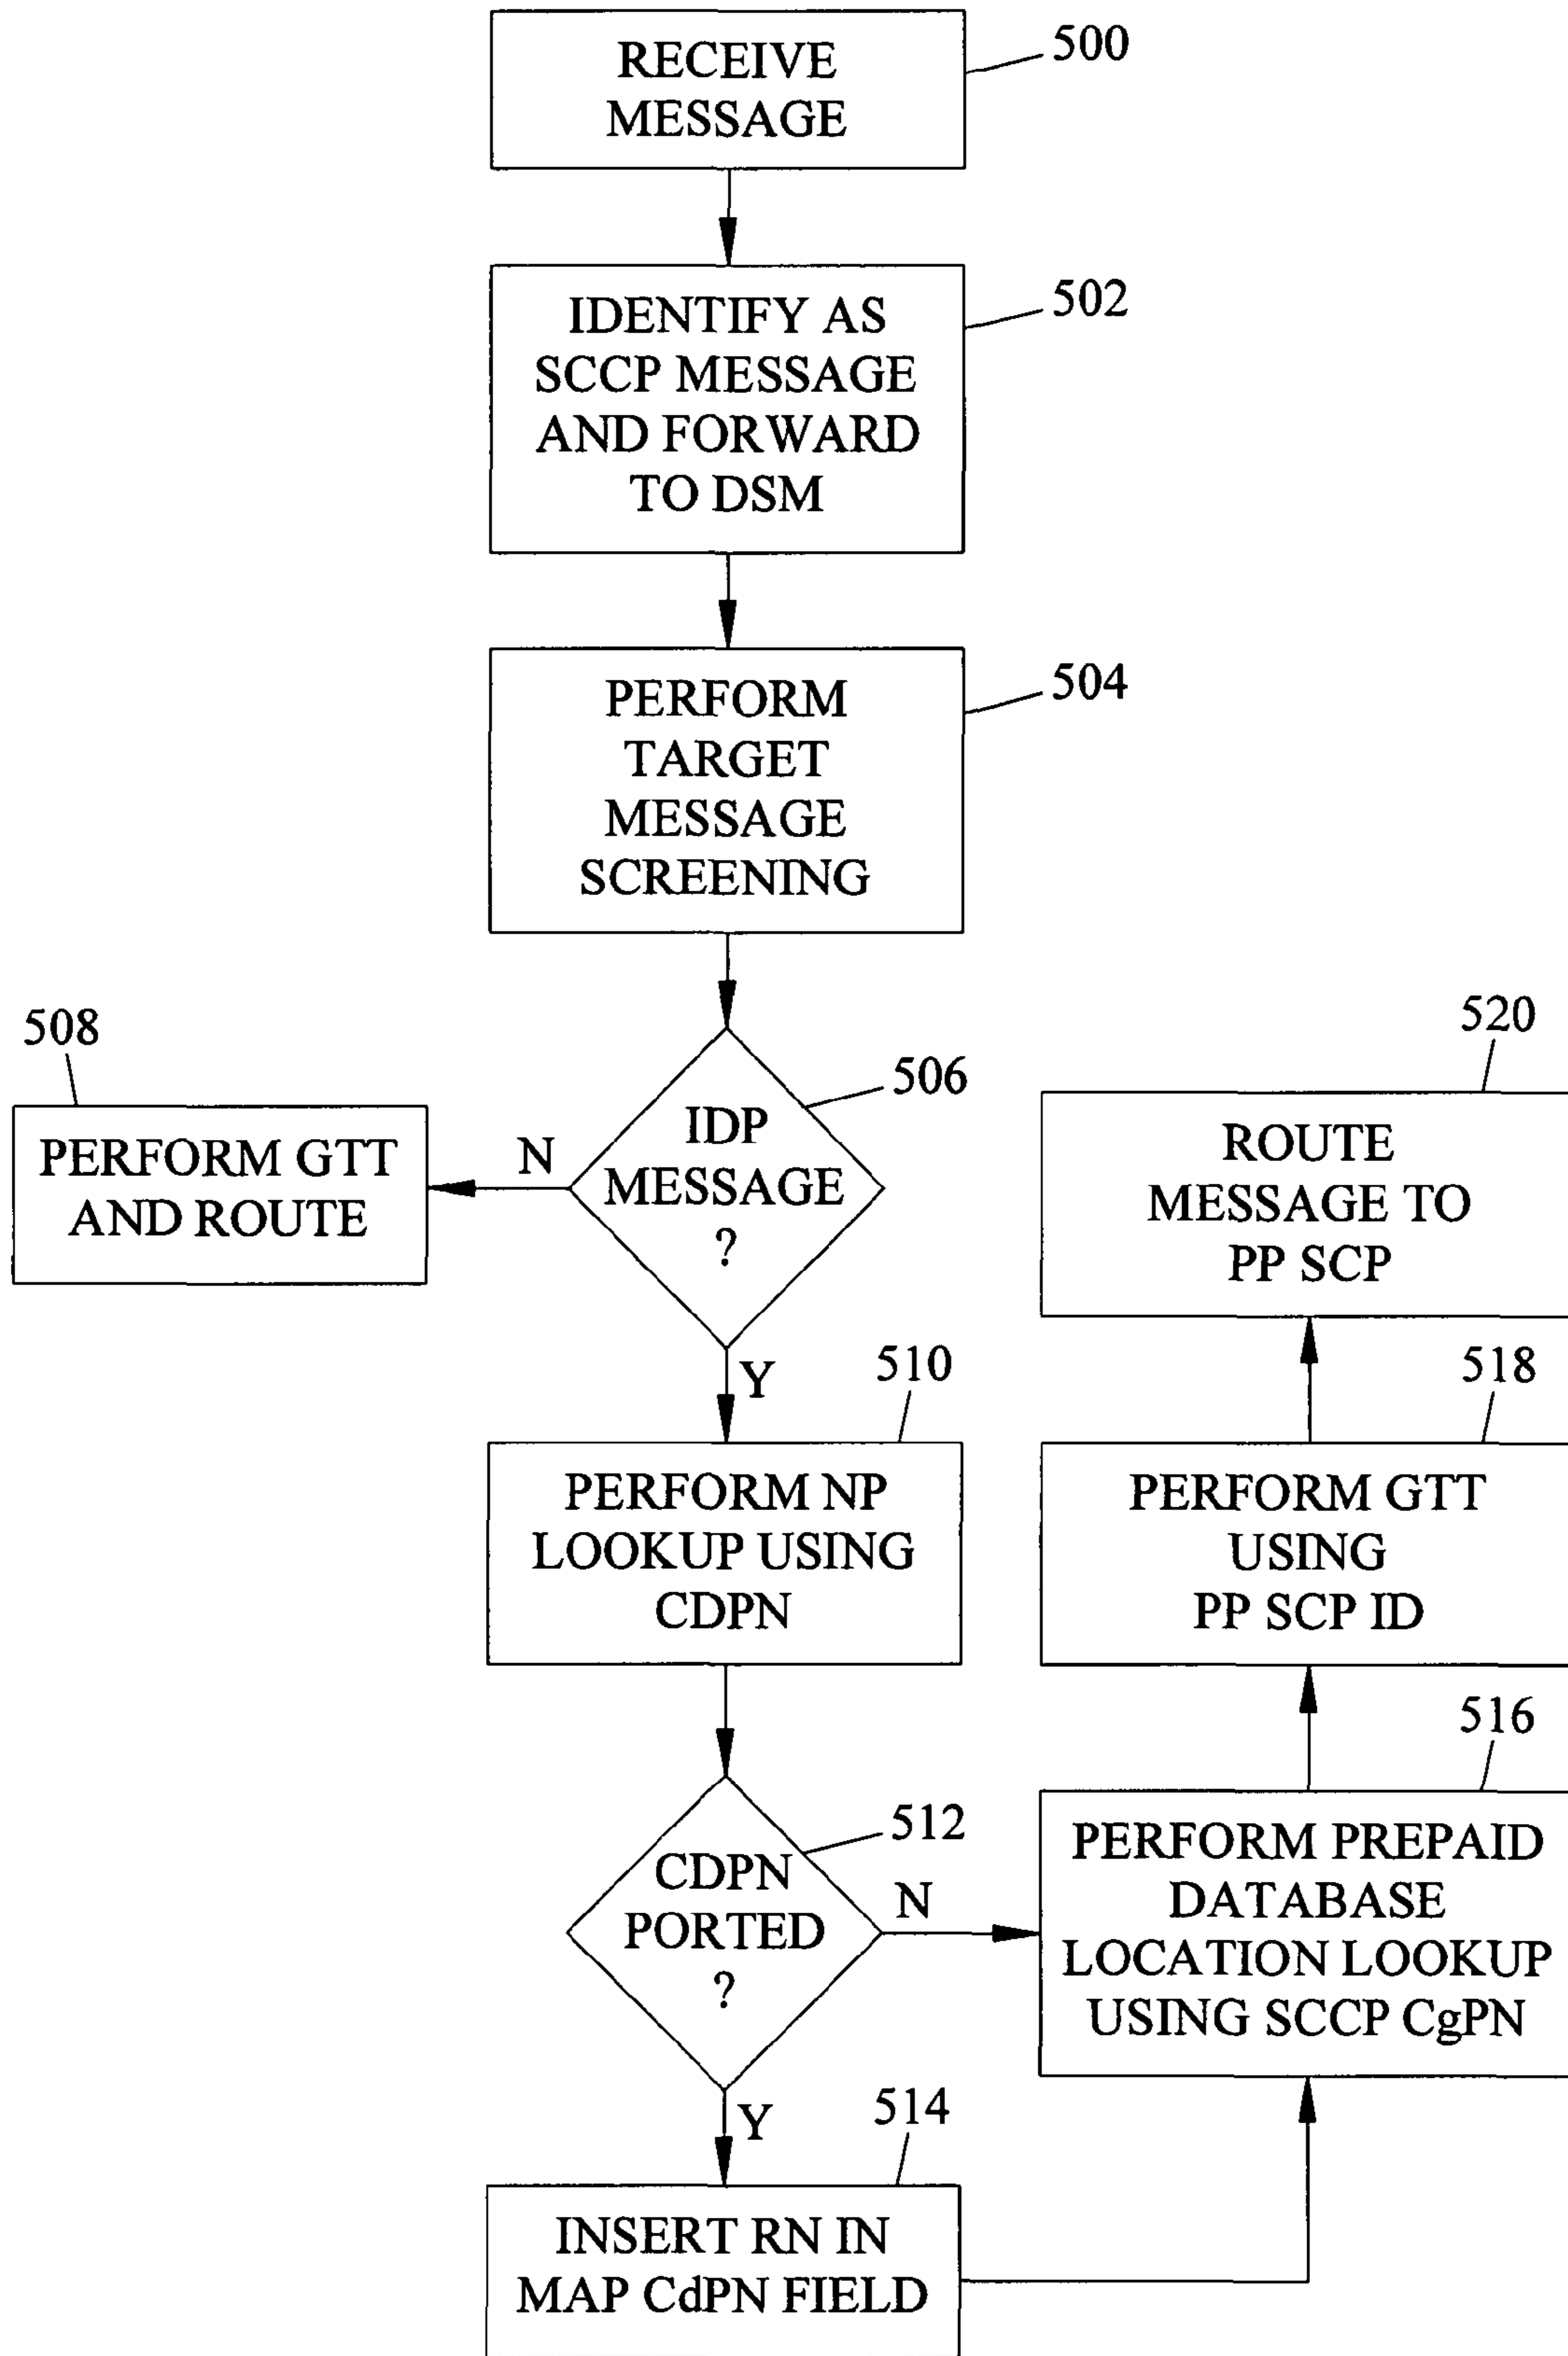 RECEIVE
MESSAGE
500
IDENTIFY AS
SCCP MESSAGE
AND FORWARD
TO DSM
502
PERFORM
TARGET
MESSAGE
SCREENING
504
IDP
MESSAGE
?
506
N
508
PERFORM GTT
AND ROUTE
Y
510
PERFORM NP
LOOKUP USING
CDPN
CDPN
PORTED
?
512
N
Y
514
INSERT RN IN
MAP CdPN FIELD
516
PERFORM PREPAID
DATABASE
LOCATION LOOKUP
USING SCCP CgPN
518
PERFORM GTT
USING
PP SCP ID
520
ROUTE
MESSAGE TO
PP SCP